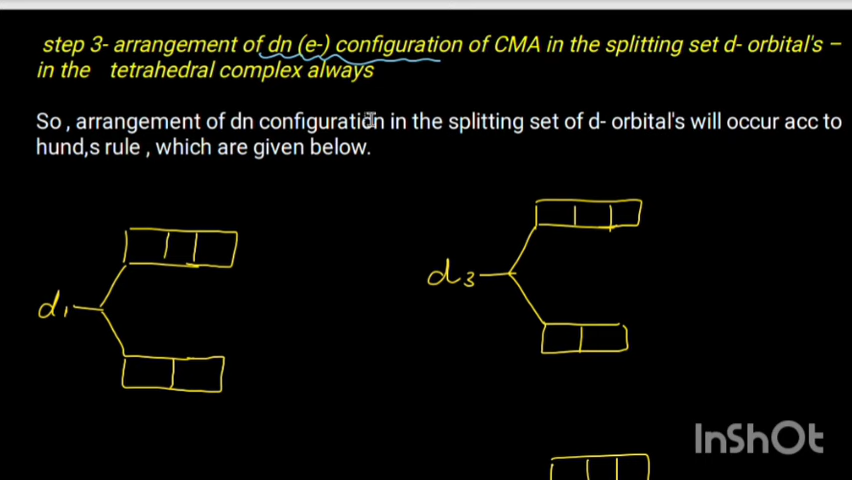 step 3- arrangement of dn (e-) configuration of CMA in the splitting set d- orbital's –
in the tetrahedral complex always
So , arrangement of dn configuration in the splitting set of d- orbital's will occur acc to
hund,s rule , which are given below.
d1
d3
InShOt